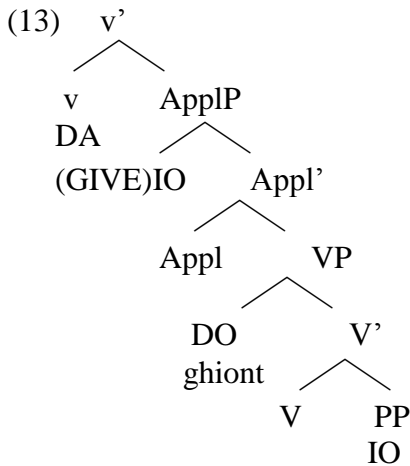 (13) v’
v ApplP
DA
(GIVE)IO Appl’
Appl VP
DO V’
ghiont
V PP
IO